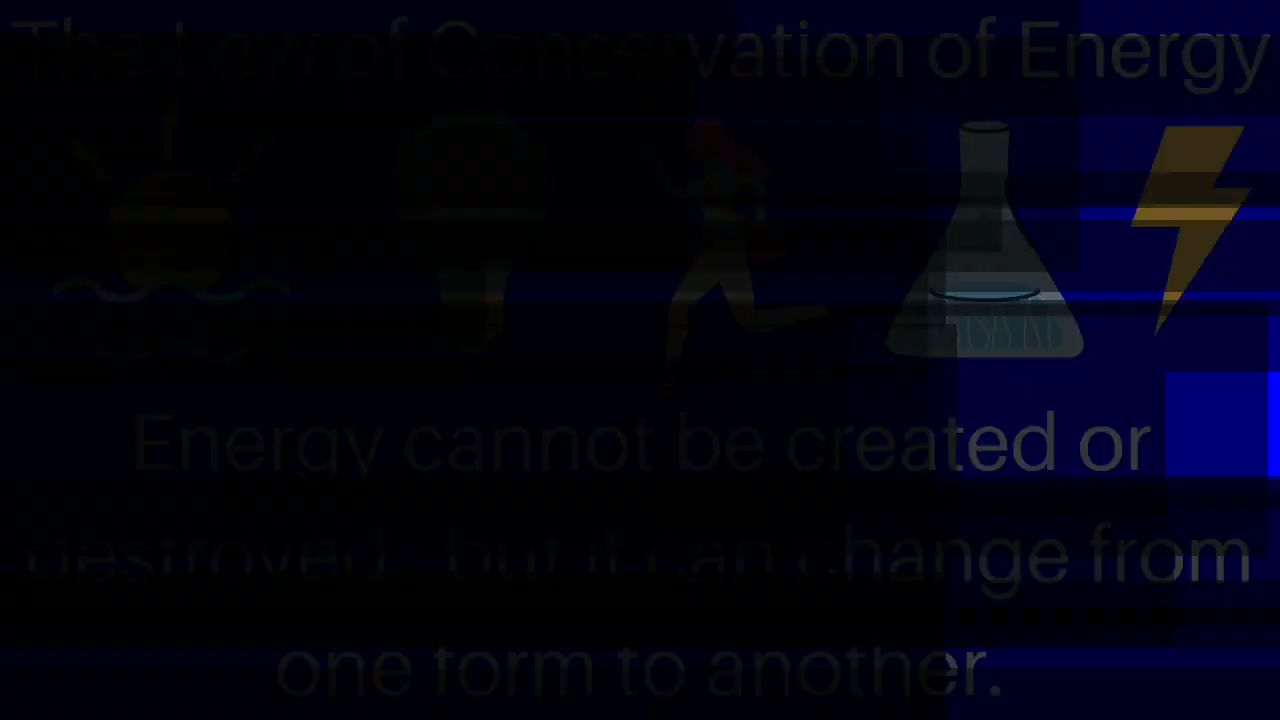 The Law of Conservation of Energy
Energy cannot be created or
destroyed, but it can change from
one form to another.